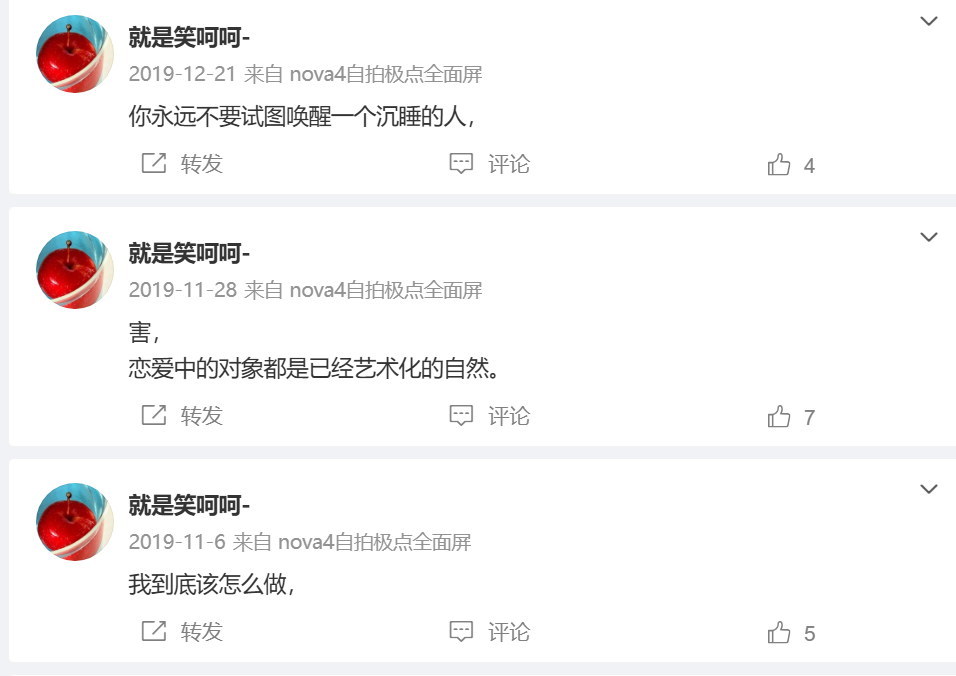 就是笑呵呵-
2019-12-21 来自 nova4自拍极点全面屏
你永远不要试图唤醒一个沉睡的人，
转发 评论 4
就是笑呵呵-
2019-11-28 来自 nova4自拍极点全面屏
害，
恋爱中的对象都是已经艺术化的自然。
转发 评论 7
就是笑呵呵-
2019-11-6 来自 nova4自拍极点全面屏
我到底该怎么做，
转发 评论 5